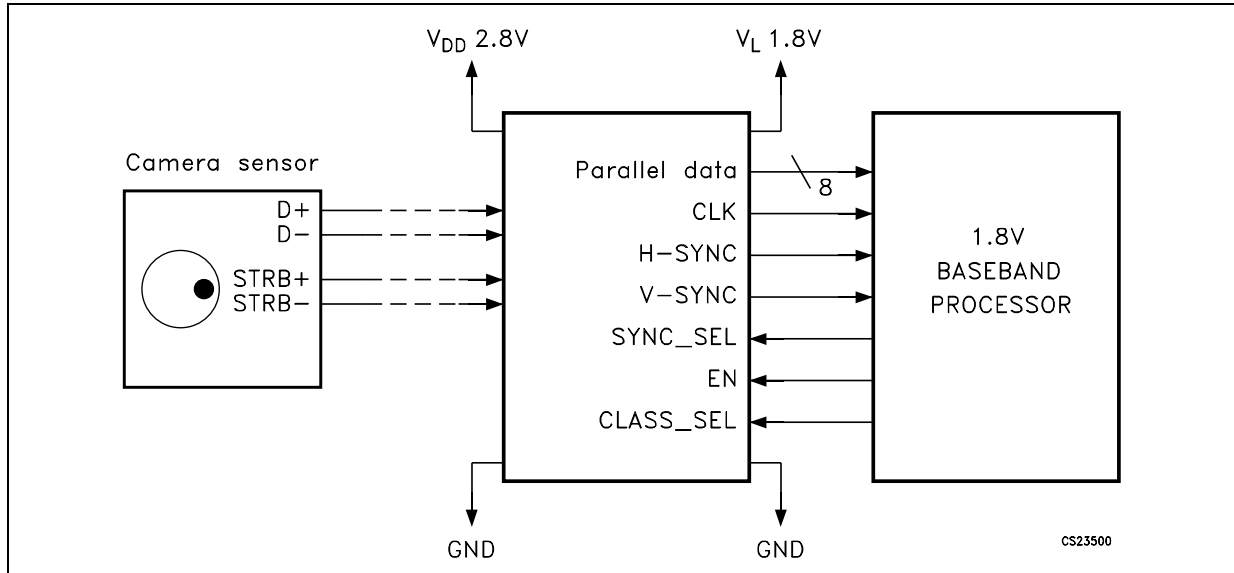 V_DD 2.8V
V_L 1.8V
Camera sensor
D+
D-
STRB+
STRB-
Parallel data
8
CLK
H-SYNC
V-SYNC
SYNC_SEL
EN
CLASS_SEL
1.8V
BASEBAND
PROCESSOR
GND
GND
CS23500